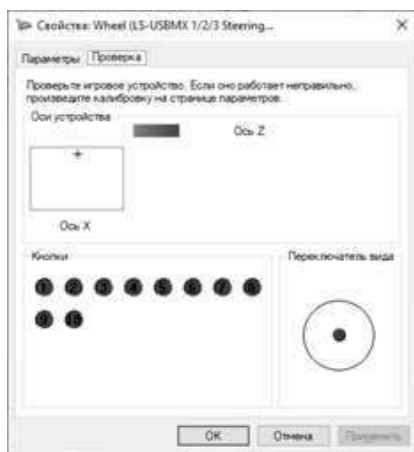 Свойства: Wheel (LS-USBMX 1/2/3 Steering...
Параметры Проверка
Проверьте игровое устройство. Если оно работает неправильно,
произведите калибровку на странице параметров.
Оси устройства
Ось Z
Ось X
Кнопки
Переключатель вида
1 2 3 4 5 6 7 8
9 10
OK Отмена Применить